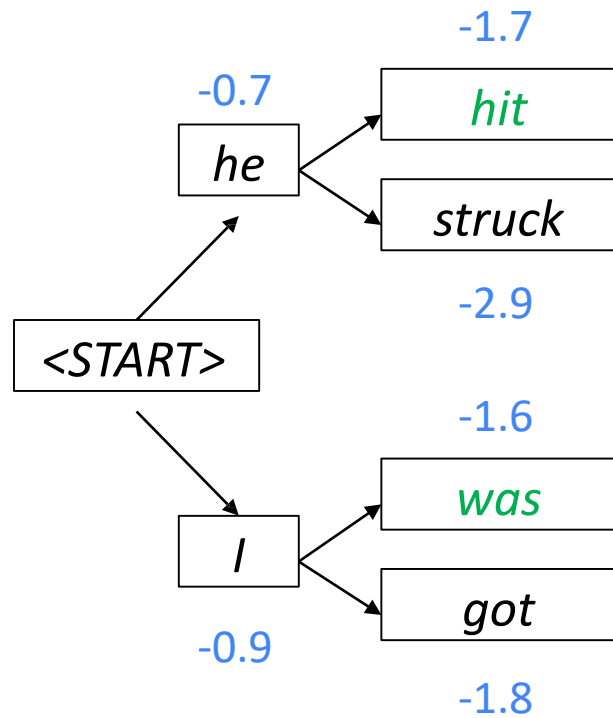 -1.7
-0.7
hit
he
struck
-2.9
<START>
-1.6
was
I
got
-0.9
-1.8